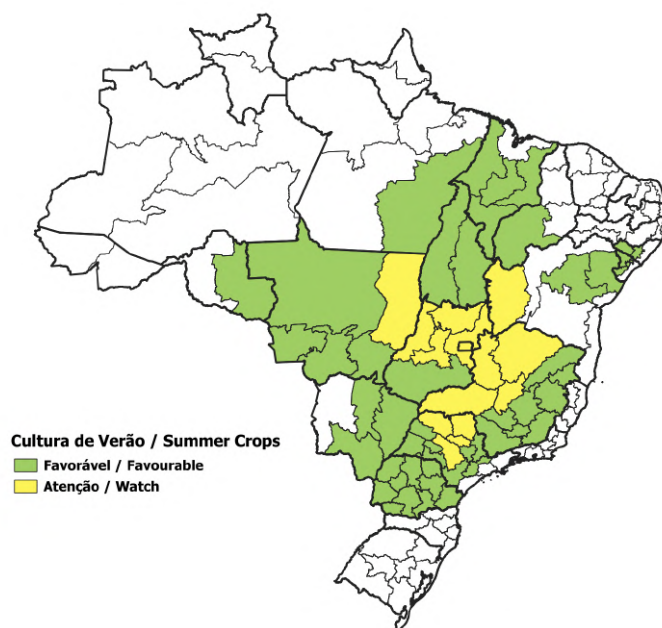 Cultura de Verão / Summer Crops
Favorável / Favourable
Atenção / Watch